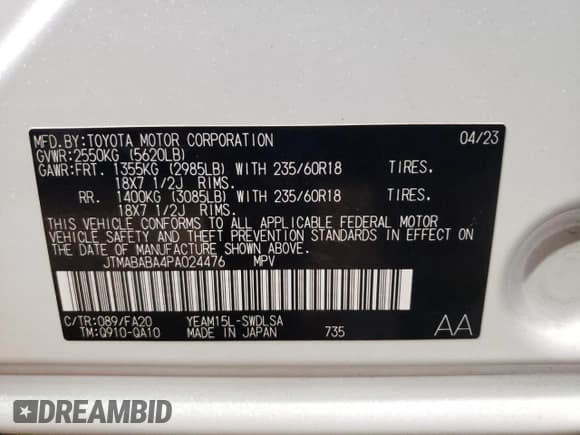 MFD.BY:TOYOTA MOTOR CORPORATION 04/23
GVWR:2550KG (5620LB)
GAWR:FRT. 1355KG (2985LB) WITH 235/60R18 TIRES.
18X7 1/2J RIMS.
RR. 1400KG (3085LB) WITH 235/60R18 TIRES.
18X7 1/2J RIMS.
THIS VEHICLE CONFORMS TO ALL APPLICABLE FEDERAL MOTOR
VEHICLE SAFETY AND THEFT PREVENTION STANDARDS IN EFFECT ON
THE DATE OF MANUFACTURE SHOWN ABOVE.
JTMABABA4PA024476 MPV
C/TR:089/FA20 YEAM15L-SWDLSA
TM:Q910-QA10 MADE IN JAPAN 735 AA
DREAMBID